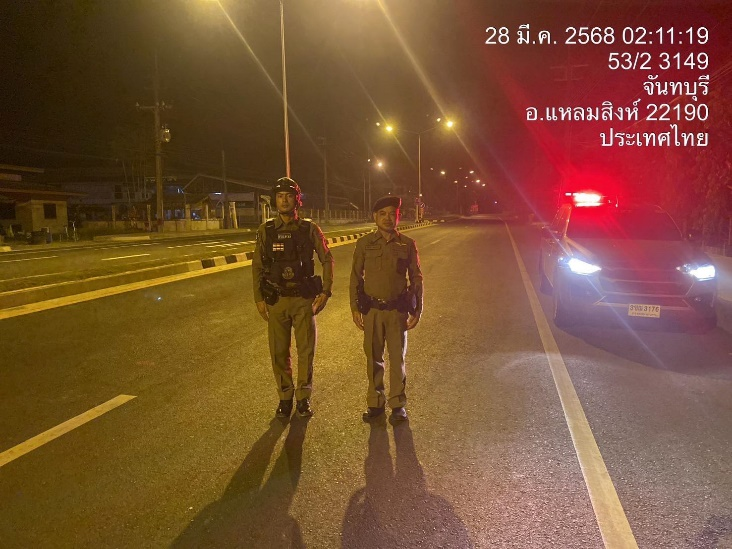 28 มี.ค. 2568 02:11:19
53/2 3149
จันทบุรี
อ.แหลมสิงห์ 22190
ประเทศไทย